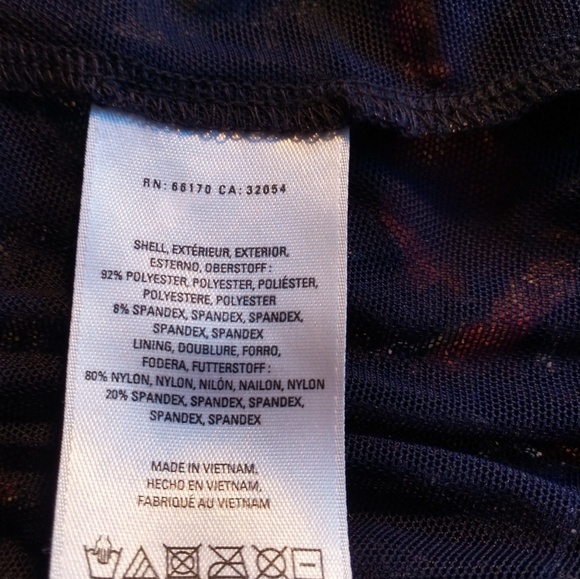 RN: 66170 CA: 32054
SHELL, EXTÉRIEUR, EXTERIOR,
ESTERNO, OBERSTOFF:
92% POLYESTER, POLYESTER, POLIÉSTER,
POLYESTERE, POLYESTER
8% SPANDEX, SPANDEX, SPANDEX,
SPANDEX, SPANDEX
LINING, DOUBLURE, FORRO,
FODERA, FUTTERSTOFF:
80% NYLON, NYLON, NILÓN, NAILON, NYLON
20% SPANDEX, SPANDEX, SPANDEX,
SPANDEX, SPANDEX
MADE IN VIETNAM.
HECHO EN VIETNAM,
FABRIQUÉ AU VIETNAM